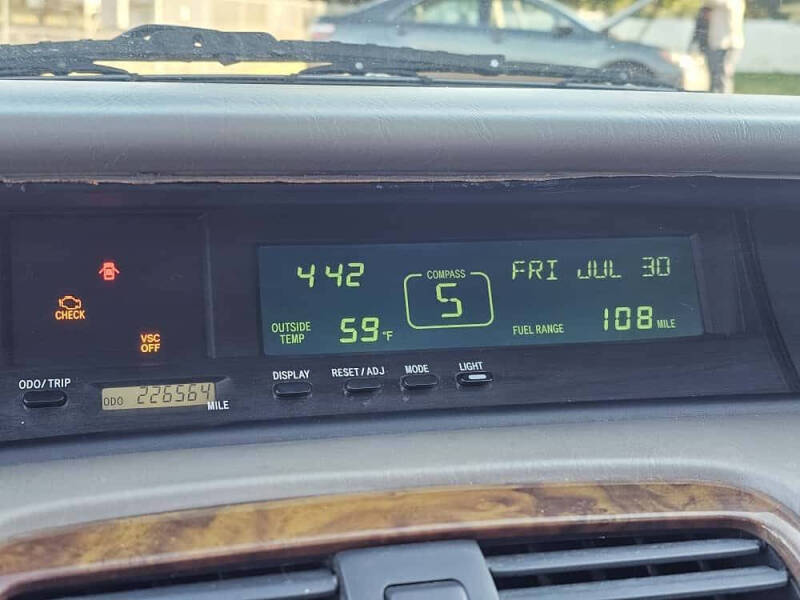 CHECK
VSC
OFF
4 42
COMPASS
S
FRI JUL 30
OUTSIDE
TEMP
59 °F
FUEL RANGE
108 MILE
ODO/TRIP
ODO 226564
MILE
DISPLAY
RESET/ADJ
MODE
LIGHT